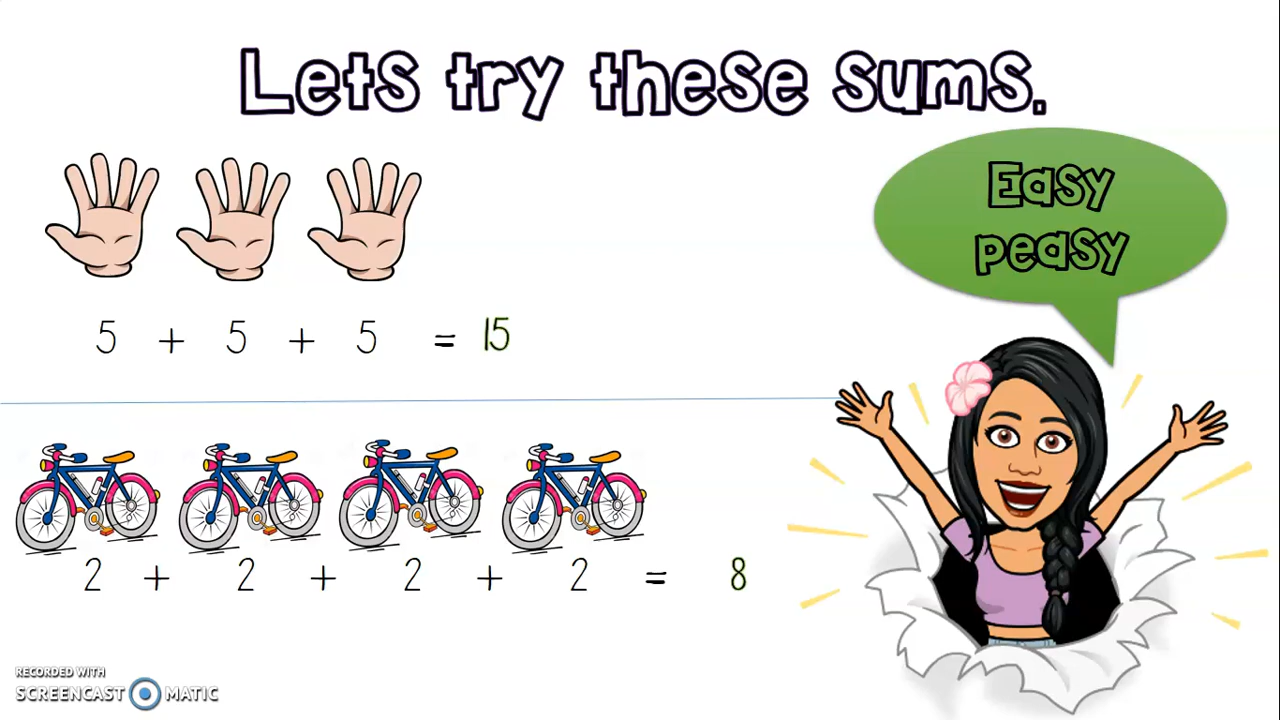 Lets try these sums.
Easy
peasy
5 + 5 + 5 = 15
2 + 2 + 2 + 2 = 8
RECORDED WITH
SCREENCAST MATIC